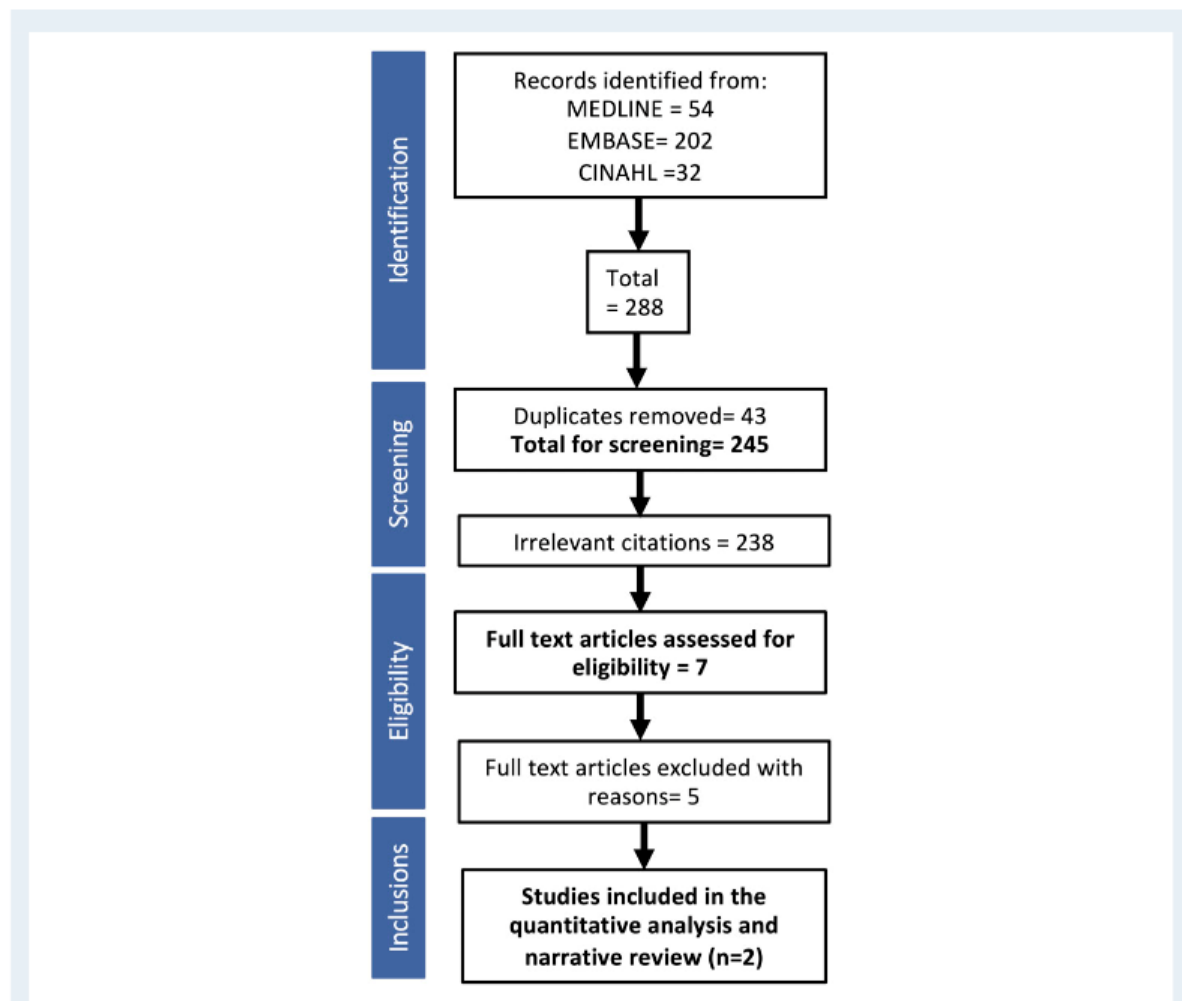 Identification
Records identified from:
MEDLINE = 54
EMBASE= 202
CINAHL =32
Total
= 288
Screening
Duplicates removed= 43
Total for screening= 245
Irrelevant citations = 238
Eligibility
Full text articles assessed for
eligibility = 7
Full text articles excluded with
reasons= 5
Inclusions
Studies included in the
quantitative analysis and
narrative review (n=2)